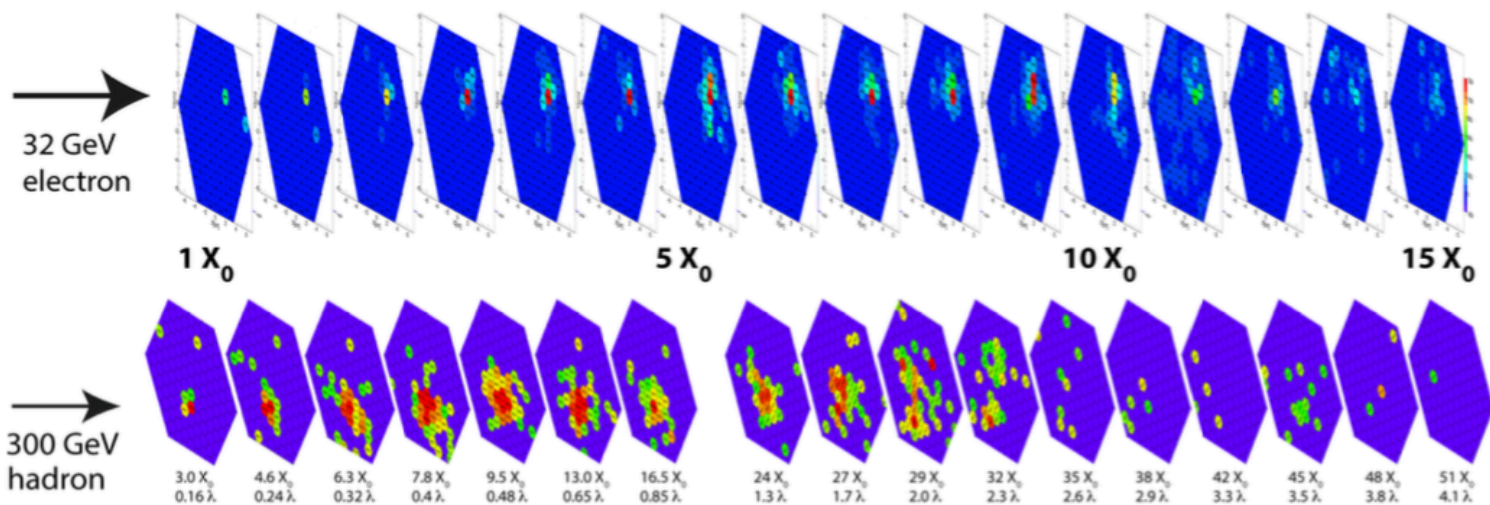 32 GeV
electron
1 X₀ 5 X₀ 10 X₀ 15 X₀
300 GeV
hadron
3.0 X₀ 4.6 X₀ 6.3 X₀ 7.8 X₀ 9.5 X₀ 13.0 X₀ 16.5 X₀ 24 X₀ 27 X₀ 29 X₀ 32 X₀ 35 X₀ 38 X₀ 42 X₀ 45 X₀ 48 X₀ 51 X₀
0.16 λ 0.24 λ 0.32 λ 0.4 λ 0.48 λ 0.65 λ 0.85 λ 1.3 λ 1.7 λ 2.0 λ 2.3 λ 2.6 λ 2.9 λ 3.3 λ 3.5 λ 3.8 λ 4.1 λ